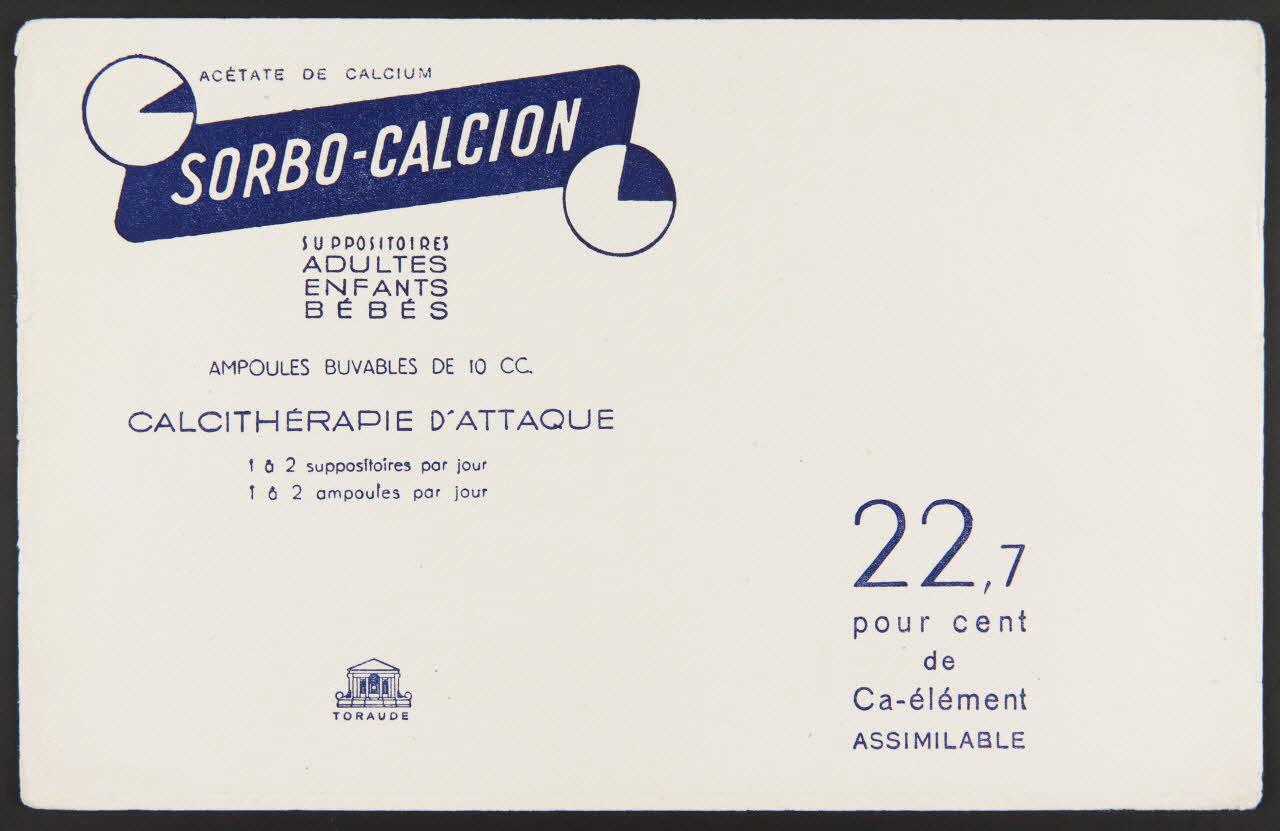 ACÉTATE DE CALCIUM
SORBO-CALCION
SUPPOSITOIRES
ADULTES
ENFANTS
BÉBÉS
AMPOULES BUVABLES DE 10 CC.
CALCITHÉRAPIE D'ATTAQUE
1 à 2 suppositoires par jour
1 à 2 ampoules par jour
TORAUDE
22,7
pour cent
de
Ca-élément
ASSIMILABLE